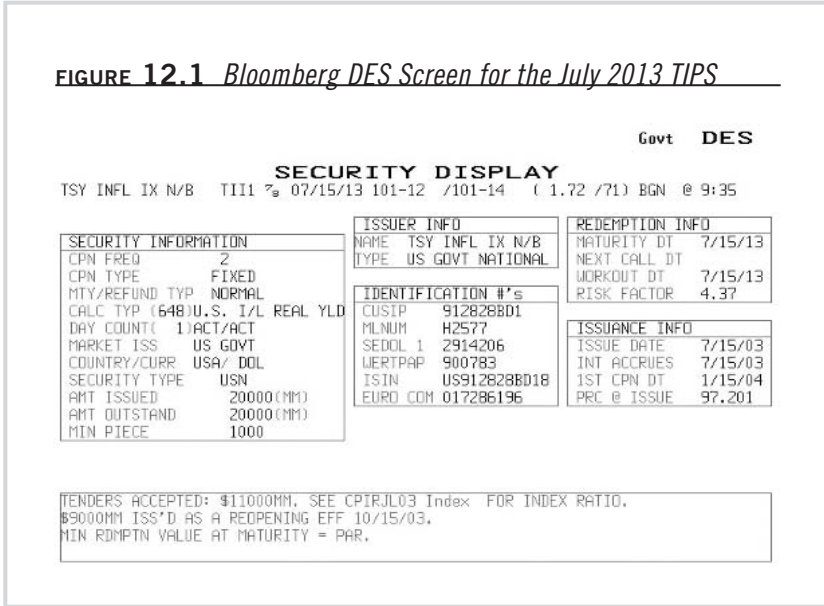 FIGURE 12.1 Bloomberg DES Screen for the July 2013 TIPS
Govt DES
SECURITY DISPLAY
TSY INFL IX N/B TII1 ⅞ 07/15/13 101-12 /101-14 ( 1.72 /71) BGN @ 9:35
SECURITY INFORMATION
CPN FREQ 2
CPN TYPE FIXED
MTY/REFUND TYP NORMAL
CALC TYP (648)U.S. I/L REAL YLD
DAY COUNT( 1)ACT/ACT
MARKET ISS US GOVT
COUNTRY/CURR USA/ DOL
SECURITY TYPE USN
AMT ISSUED 20000(MM)
AMT OUTSTAND 20000(MM)
MIN PIECE 1000
ISSUER INFO
NAME TSY INFL IX N/B
TYPE US GOVT NATIONAL
IDENTIFICATION #'s
CUSIP 912828BD1
MLNUM H2577
SEDOL 1 2914206
WERTPAP 900783
ISIN US912828BD18
EURO COM 017286196
REDEMPTION INFO
MATURITY DT 7/15/13
NEXT CALL DT
WORKOUT DT 7/15/13
RISK FACTOR 4.37
ISSUANCE INFO
ISSUE DATE 7/15/03
INT ACCRUES 7/15/03
1ST CPN DT 1/15/04
PRC @ ISSUE 97.201
TENDERS ACCEPTED: $11000MM. SEE CPIRJL03 Index FOR INDEX RATIO.
$9000MM ISS'D AS A REOPENING EFF 10/15/03.
MIN RDMPTN VALUE AT MATURITY = PAR.